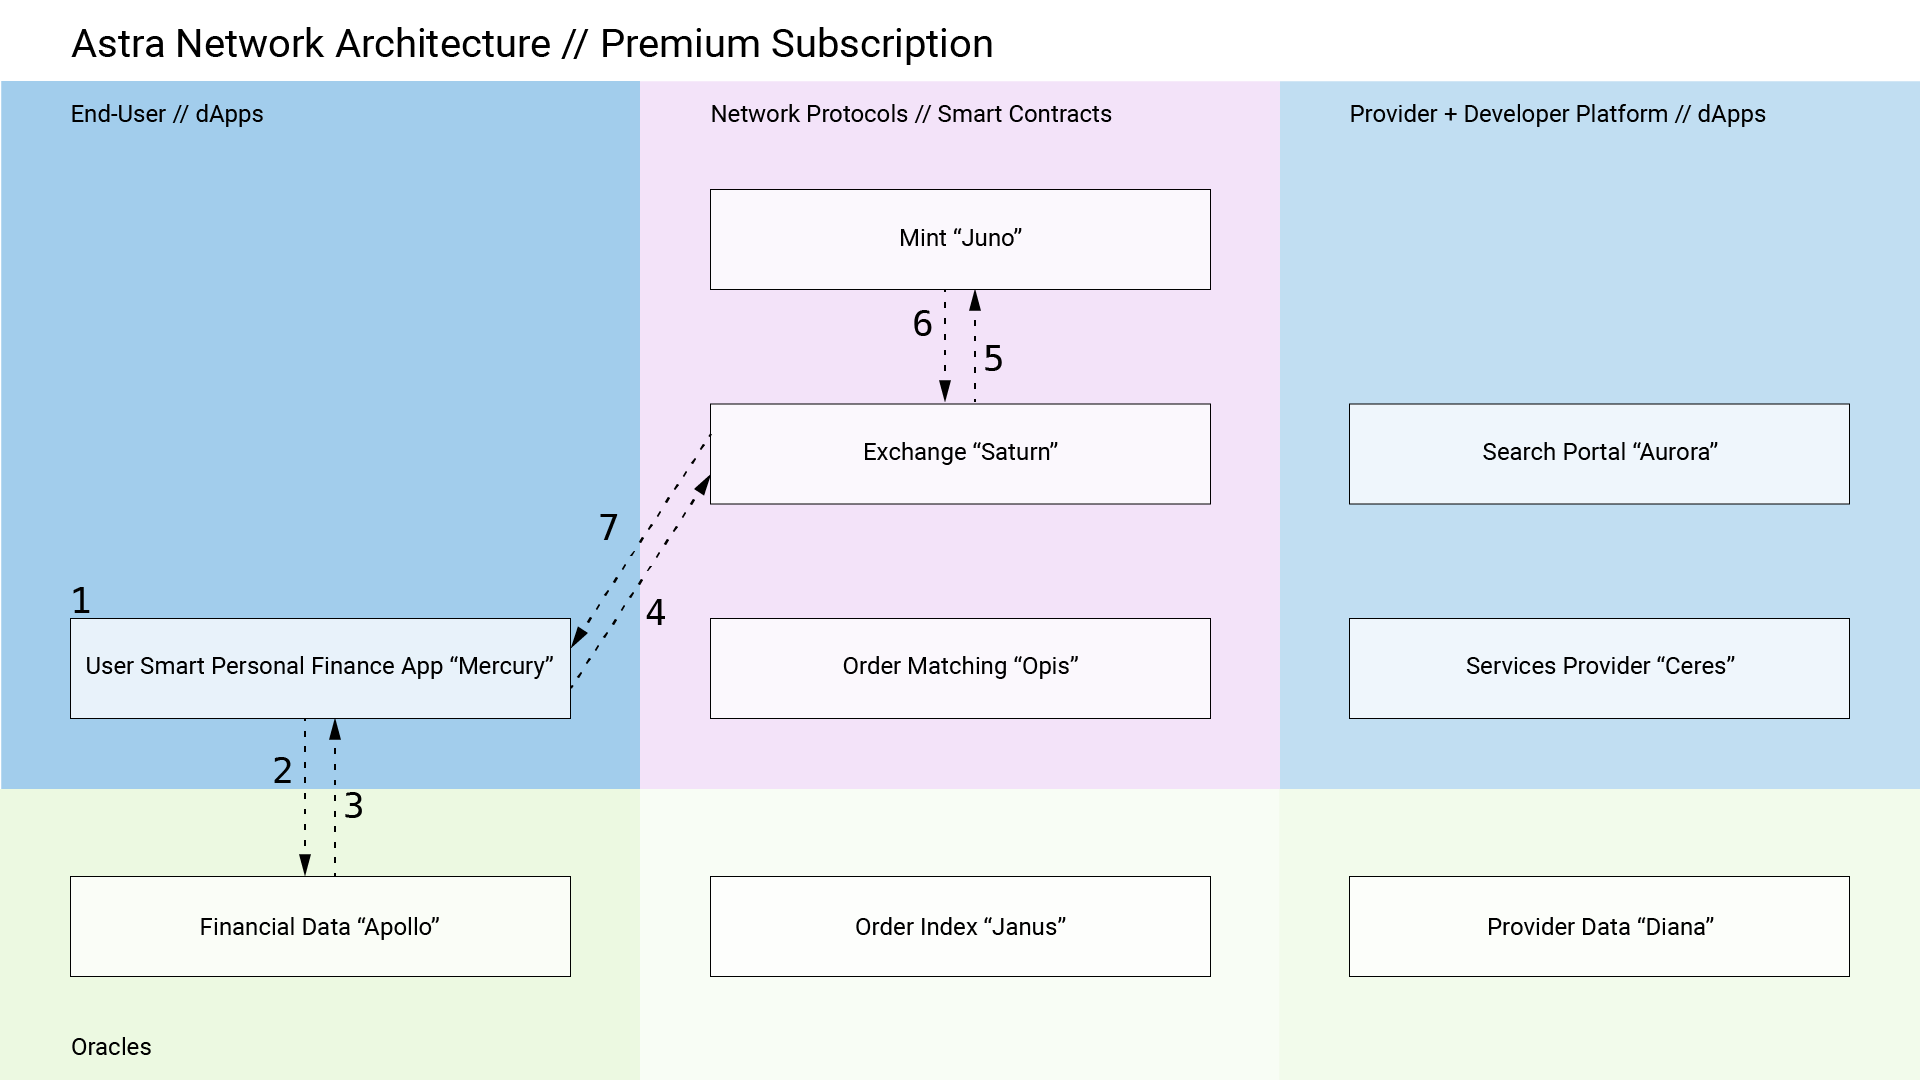 Astra Network Architecture // Premium Subscription
End-User // dApps
Network Protocols // Smart Contracts
Provider + Developer Platform // dApps
Mint “Juno”
6
5
Exchange “Saturn”
Search Portal “Aurora”
7
4
1
User Smart Personal Finance App “Mercury”
Order Matching “Opis”
Services Provider “Ceres”
2
3
Financial Data “Apollo”
Order Index “Janus”
Provider Data “Diana”
Oracles